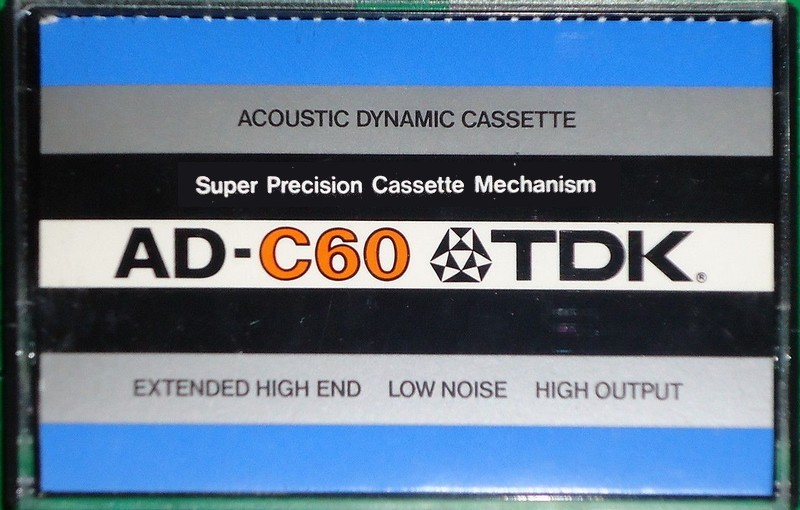 ACOUSTIC DYNAMIC CASSETTE
Super Precision Cassette Mechanism
AD-C60 TDK®
EXTENDED HIGH END LOW NOISE HIGH OUTPUT